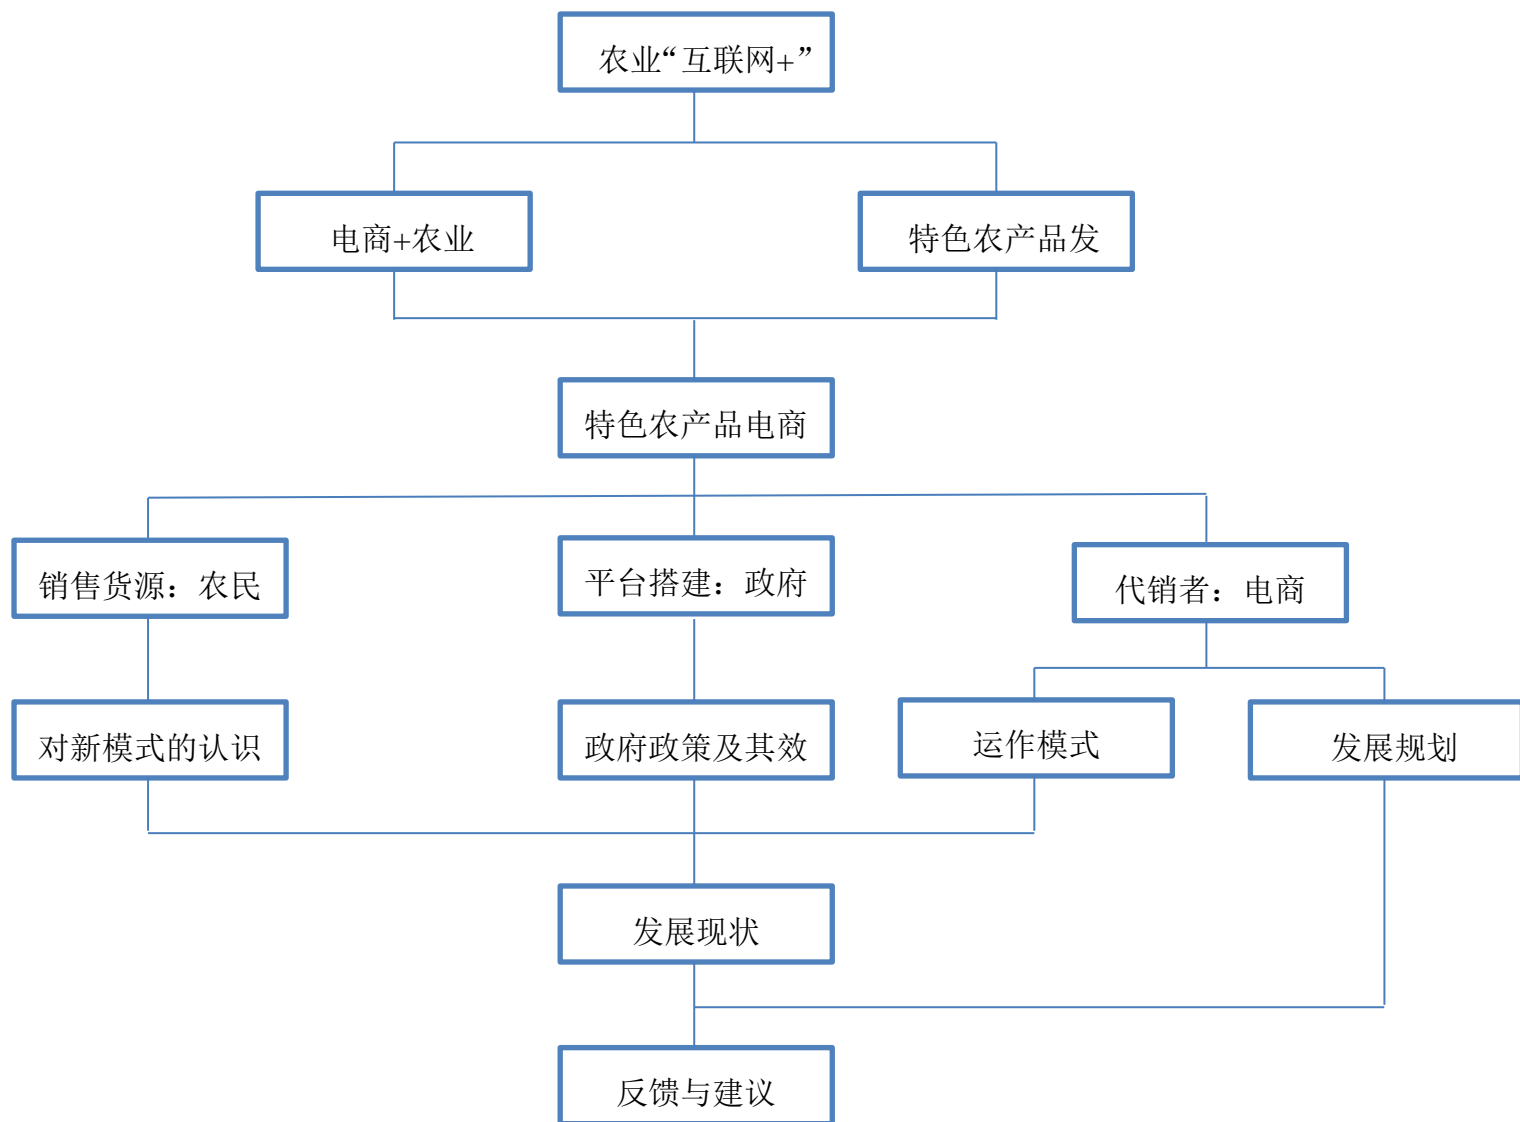 农业“互联网+”
电商+农业
特色农产品发
特色农产品电商
销售货源：农民
平台搭建：政府
代销者：电商
对新模式的认识
政府政策及其效
运作模式
发展规划
发展现状
反馈与建议